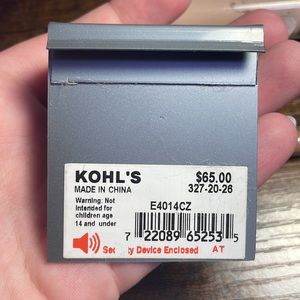 KOHL'S
MADE IN CHINA
$65.00
327-20-26
Warning: Not
intended for
children age
14 and under
E4014CZ
7 22089 65253 5
Security Device Enclosed AT